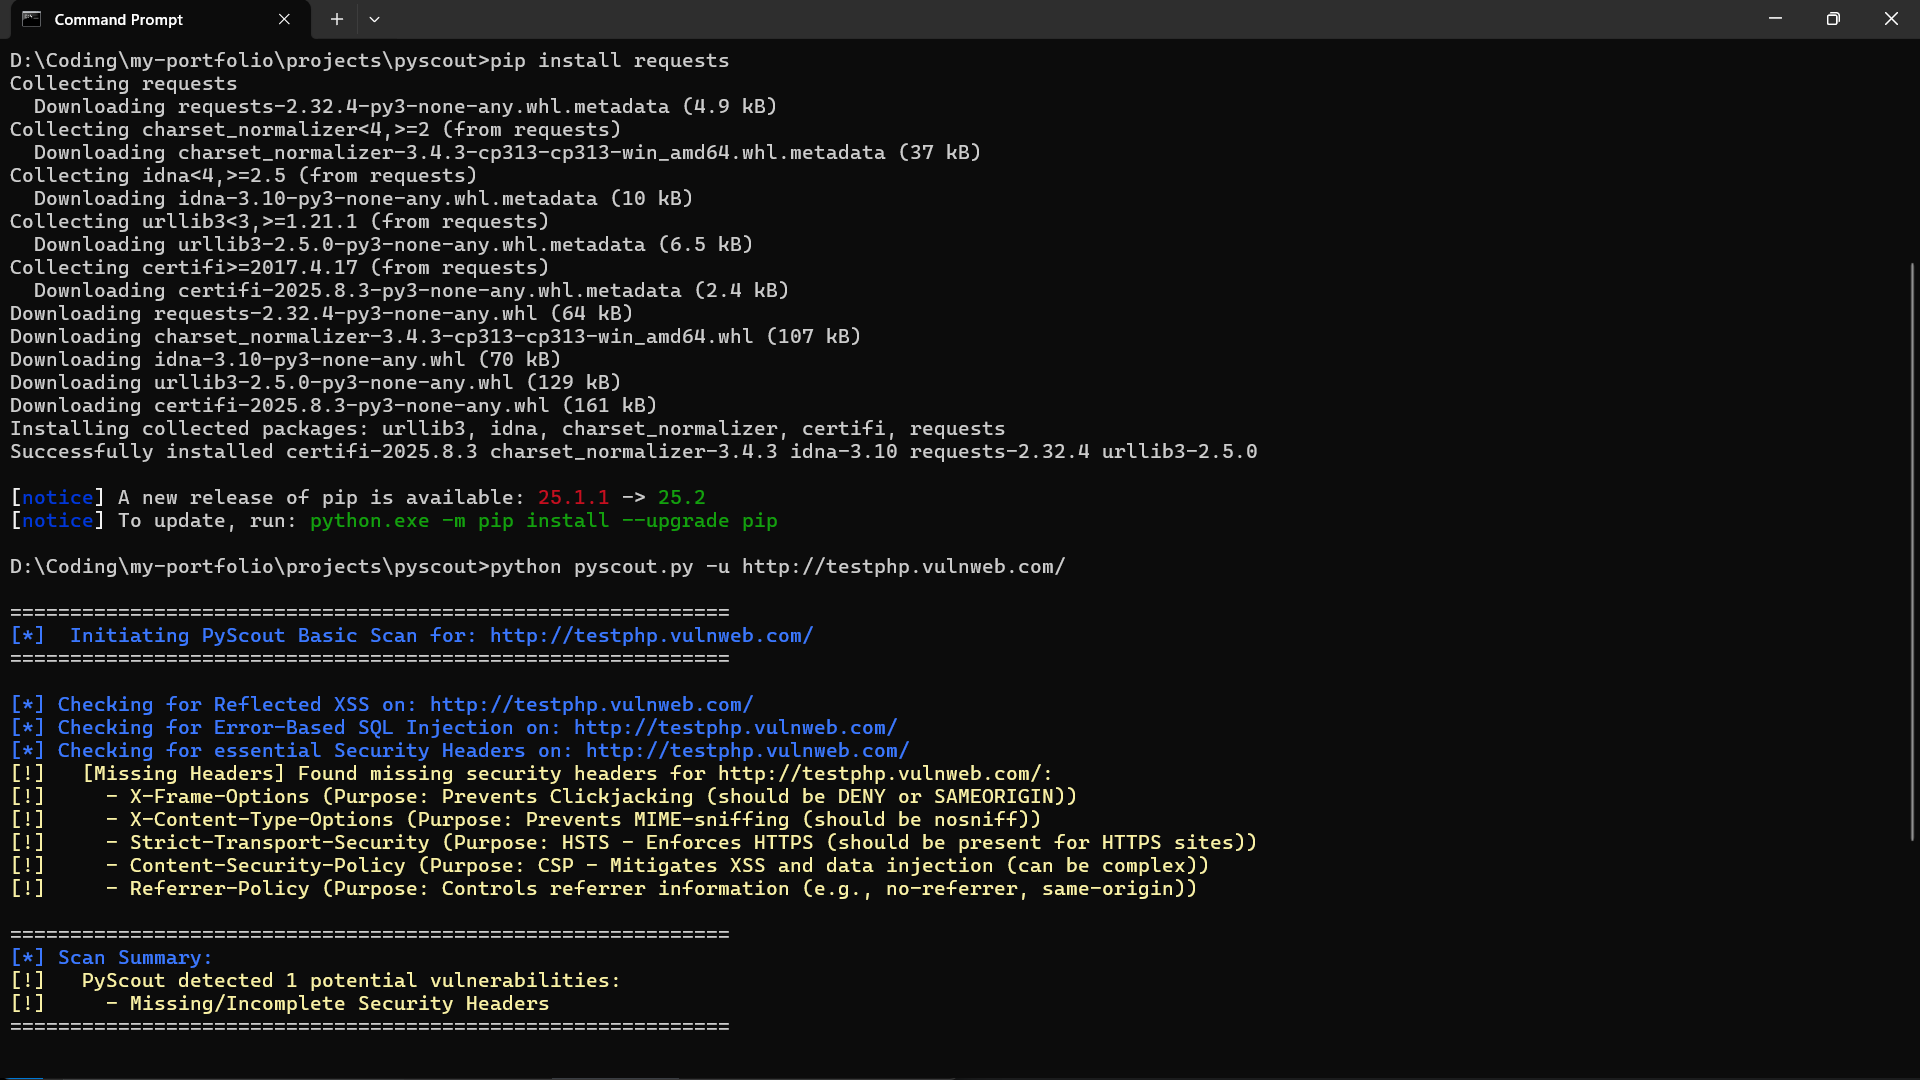 Command Prompt
D:\Coding\my-portfolio\projects\pyscout>pip install requests
Collecting requests
  Downloading requests-2.32.4-py3-none-any.whl.metadata (4.9 kB)
Collecting charset_normalizer<4,>=2 (from requests)
  Downloading charset_normalizer-3.4.3-cp313-cp313-win_amd64.whl.metadata (37 kB)
Collecting idna<4,>=2.5 (from requests)
  Downloading idna-3.10-py3-none-any.whl.metadata (10 kB)
Collecting urllib3<3,>=1.21.1 (from requests)
  Downloading urllib3-2.5.0-py3-none-any.whl.metadata (6.5 kB)
Collecting certifi>=2017.4.17 (from requests)
  Downloading certifi-2025.8.3-py3-none-any.whl.metadata (2.4 kB)
Downloading requests-2.32.4-py3-none-any.whl (64 kB)
Downloading charset_normalizer-3.4.3-cp313-cp313-win_amd64.whl (107 kB)
Downloading idna-3.10-py3-none-any.whl (70 kB)
Downloading urllib3-2.5.0-py3-none-any.whl (129 kB)
Downloading certifi-2025.8.3-py3-none-any.whl (161 kB)
Installing collected packages: urllib3, idna, charset_normalizer, certifi, requests
Successfully installed certifi-2025.8.3 charset_normalizer-3.4.3 idna-3.10 requests-2.32.4 urllib3-2.5.0
[notice] A new release of pip is available: 25.1.1 -> 25.2
[notice] To update, run: python.exe -m pip install --upgrade pip
D:\Coding\my-portfolio\projects\pyscout>python pyscout.py -u http://testphp.vulnweb.com/
============================================================
[*]  Initiating PyScout Basic Scan for: http://testphp.vulnweb.com/
============================================================
[*] Checking for Reflected XSS on: http://testphp.vulnweb.com/
[*] Checking for Error-Based SQL Injection on: http://testphp.vulnweb.com/
[*] Checking for essential Security Headers on: http://testphp.vulnweb.com/
[!]   [Missing Headers] Found missing security headers for http://testphp.vulnweb.com/:
[!]     - X-Frame-Options (Purpose: Prevents Clickjacking (should be DENY or SAMEORIGIN))
[!]     - X-Content-Type-Options (Purpose: Prevents MIME-sniffing (should be nosniff))
[!]     - Strict-Transport-Security (Purpose: HSTS - Enforces HTTPS (should be present for HTTPS sites))
[!]     - Content-Security-Policy (Purpose: CSP - Mitigates XSS and data injection (can be complex))
[!]     - Referrer-Policy (Purpose: Controls referrer information (e.g., no-referrer, same-origin))
============================================================
[*] Scan Summary:
[!]   PyScout detected 1 potential vulnerabilities:
[!]     - Missing/Incomplete Security Headers
============================================================